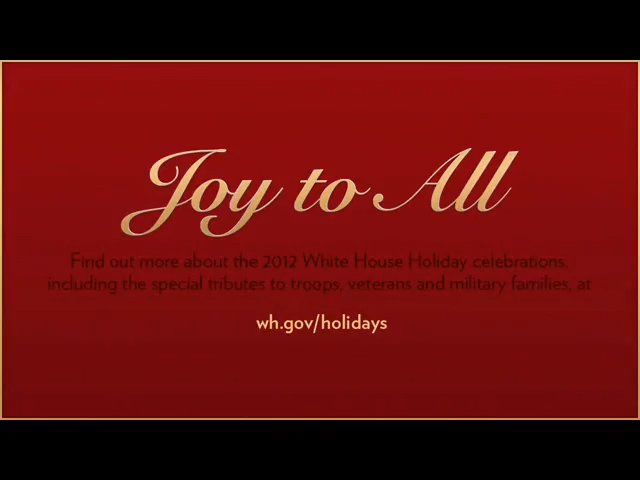 Joy to All
Find out more about the 2012 White House Holiday celebrations,
including the special tributes to troops, veterans and military families, at
wh.gov/holidays